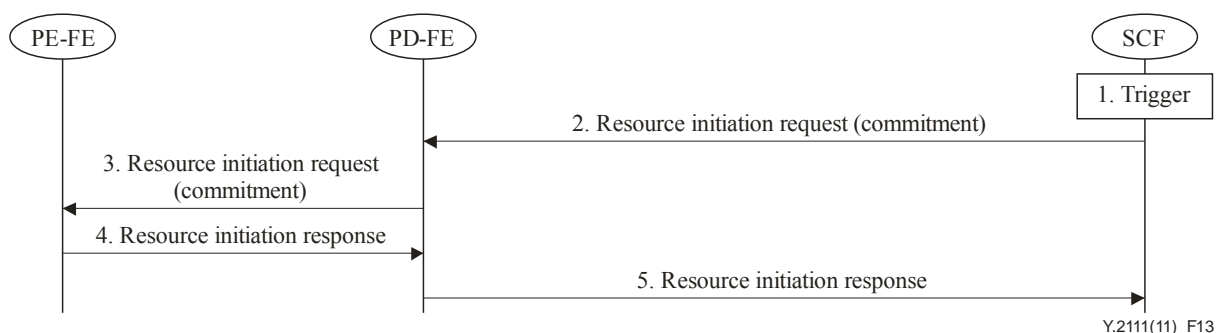 PE-FE
PD-FE
SCF
1. Trigger
2. Resource initiation request (commitment)
3. Resource initiation request
(commitment)
4. Resource initiation response
5. Resource initiation response
Y.2111(11)_F13